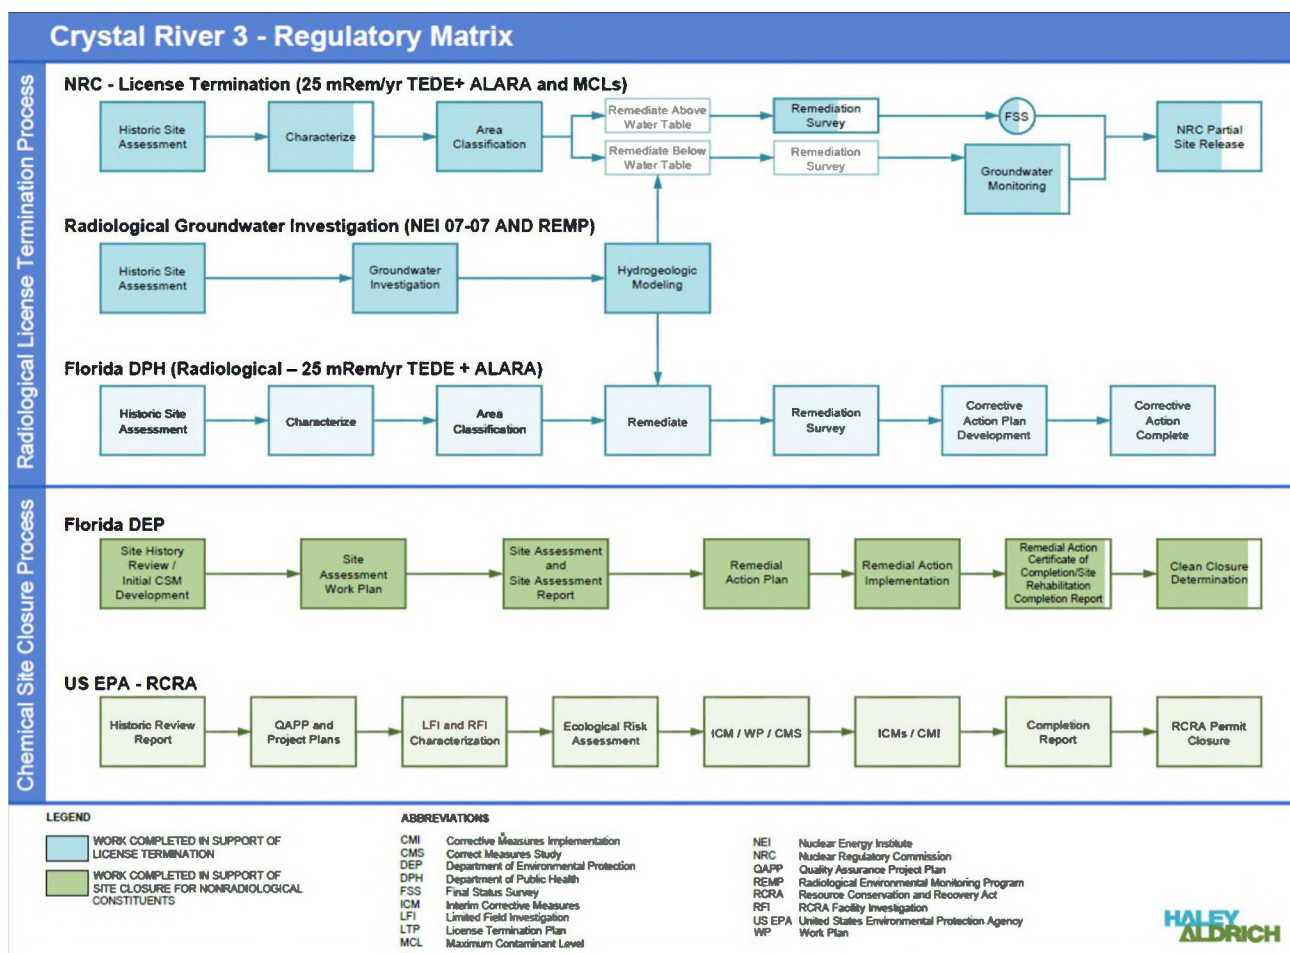 Crystal River 3 - Regulatory Matrix
Radiological License Termination Process
NRC - License Termination (25 mRem/yr TEDE+ ALARA and MCLs)
Historic Site
Assessment
Characterize
Area
Classification
Remediate Above
Water Table
Remediation
Survey
FSS
NRC Partial
Site Release
Remediate Below
Water Table
Remediation
Survey
Groundwater
Monitoring
Radiological Groundwater Investigation (NEI 07-07 AND REMP)
Historic Site
Assessment
Groundwater
Investigation
Hydrogeologic
Modeling
Florida DPH (Radiological – 25 mRem/yr TEDE + ALARA)
Historic Site
Assessment
Characterize
Area
Classification
Remediate
Remediation
Survey
Corrective
Action Plan
Development
Corrective
Action
Complete
Chemical Site Closure Process
Florida DEP
Site History
Review /
Initial CSM
Development
Site
Assessment
Work Plan
Site Assessment
and
Site Assessment
Report
Remedial
Action Plan
Remedial Action
Implementation
Remedial Action
Certificate of
Completion/Site
Rehabilitation
Completion Report
Clean Closure
Determination
US EPA - RCRA
Historic Review
Report
QAPP and
Project Plans
LFI and RFI
Characterization
Ecological Risk
Assessment
ICM / WP / CMS
ICMs / CMI
Completion
Report
RCRA Permit
Closure
LEGEND
WORK COMPLETED IN SUPPORT OF
LICENSE TERMINATION
WORK COMPLETED IN SUPPORT OF
SITE CLOSURE FOR NONRADIOLOGICAL
CONSTITUENTS
ABBREVIATIONS
CMI Corrective Measures Implementation
CMS Correct Measures Study
DEP Department of Environmental Protection
DPH Department of Public Health
FSS Final Status Survey
ICM Interim Corrective Measures
LFI Limited Field Investigation
LTP License Termination Plan
MCL Maximum Contaminant Level
NEI Nuclear Energy Institute
NRC Nuclear Regulatory Commission
QAPP Quality Assurance Project Plan
REMP Radiological Environmental Monitoring Program
RCRA Resource Conservation and Recovery Act
RFI RCRA Facility Investigation
US EPA United States Environmental Protection Agency
WP Work Plan
HALEY
ALDRICH